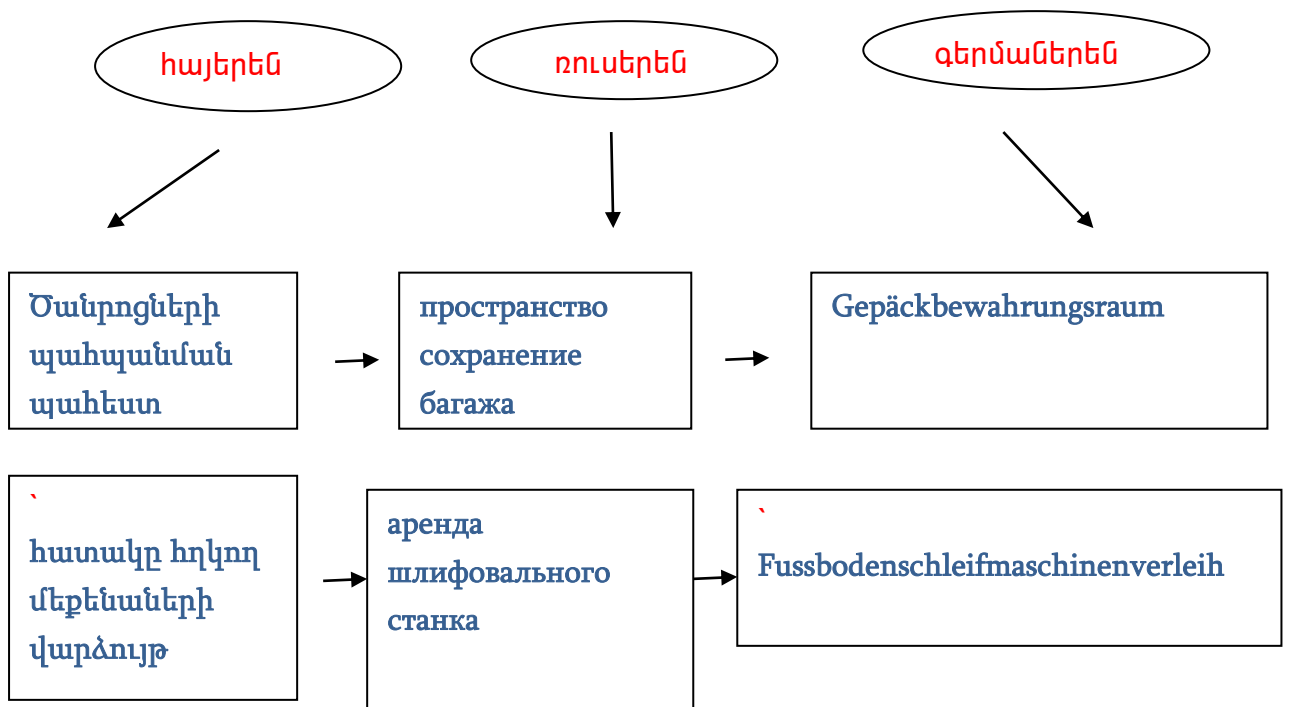 հայերեն
ռուսերեն
գերմաներեն
Ծանրոցների
պահպանման
պահեստ
пространство
сохранение
багажа
Gepäckbewahrungsraum
՝
հատակը հղկող
մեքենաների
վարձույթ
аренда
шлифовального
станка
՝
Fussbodenschleifmaschinenverleih